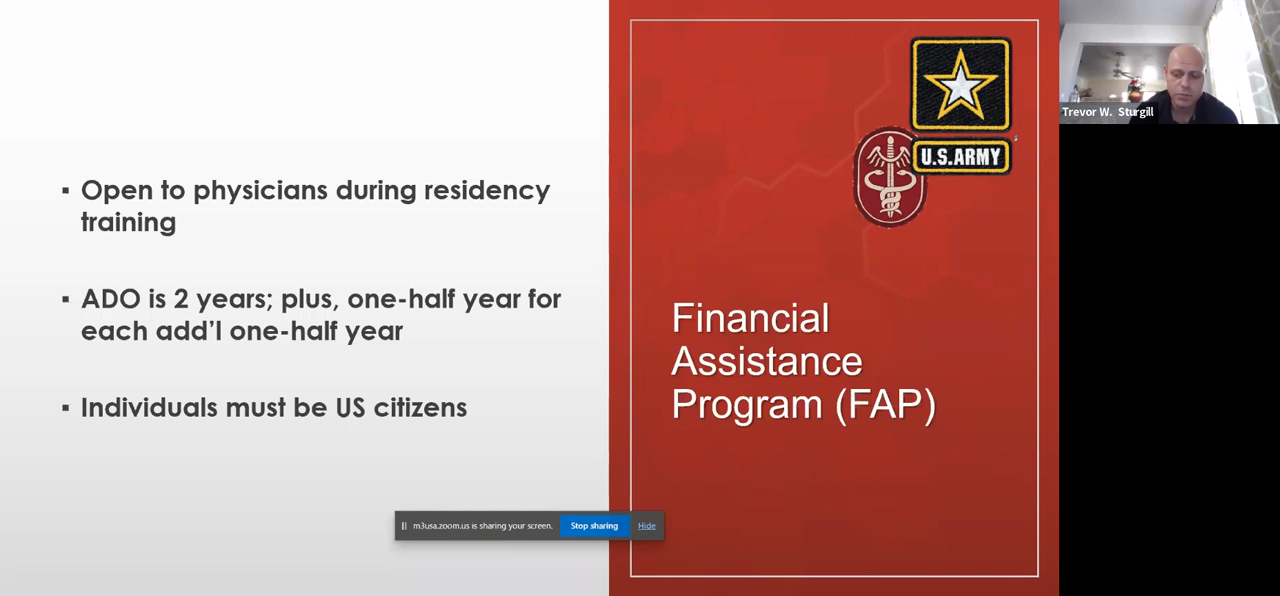 Open to physicians during residency
training
ADO is 2 years; plus, one-half year for
each add’l one-half year
Individuals must be US citizens
U.S.ARMY
Financial
Assistance
Program (FAP)
Trevor W. Sturgill
m3usa.zoom.us is sharing your screen. Stop sharing Hide